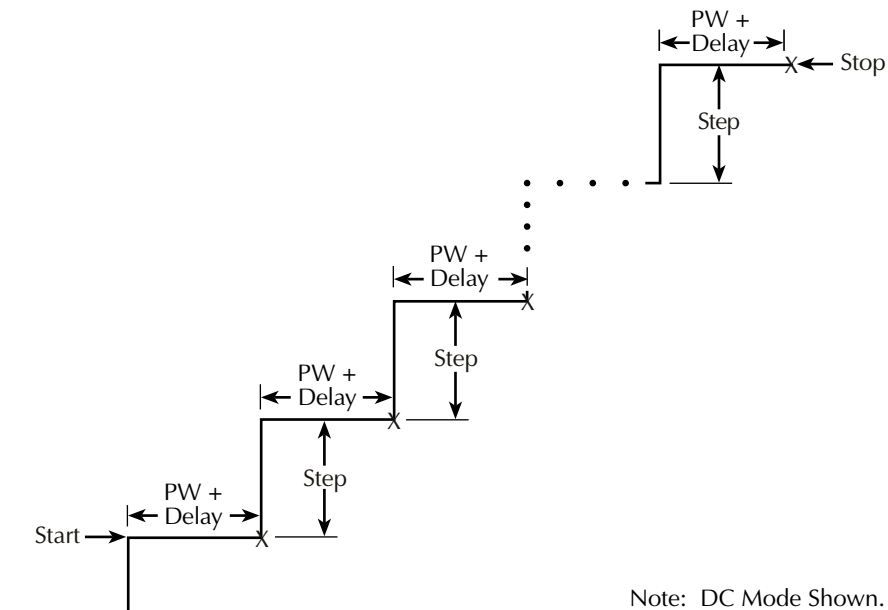 PW +
Delay
Stop
Step
PW +
Delay
Step
PW +
Delay
Step
PW +
Delay
Start
X
X
X
X
X
Note: DC Mode Shown.